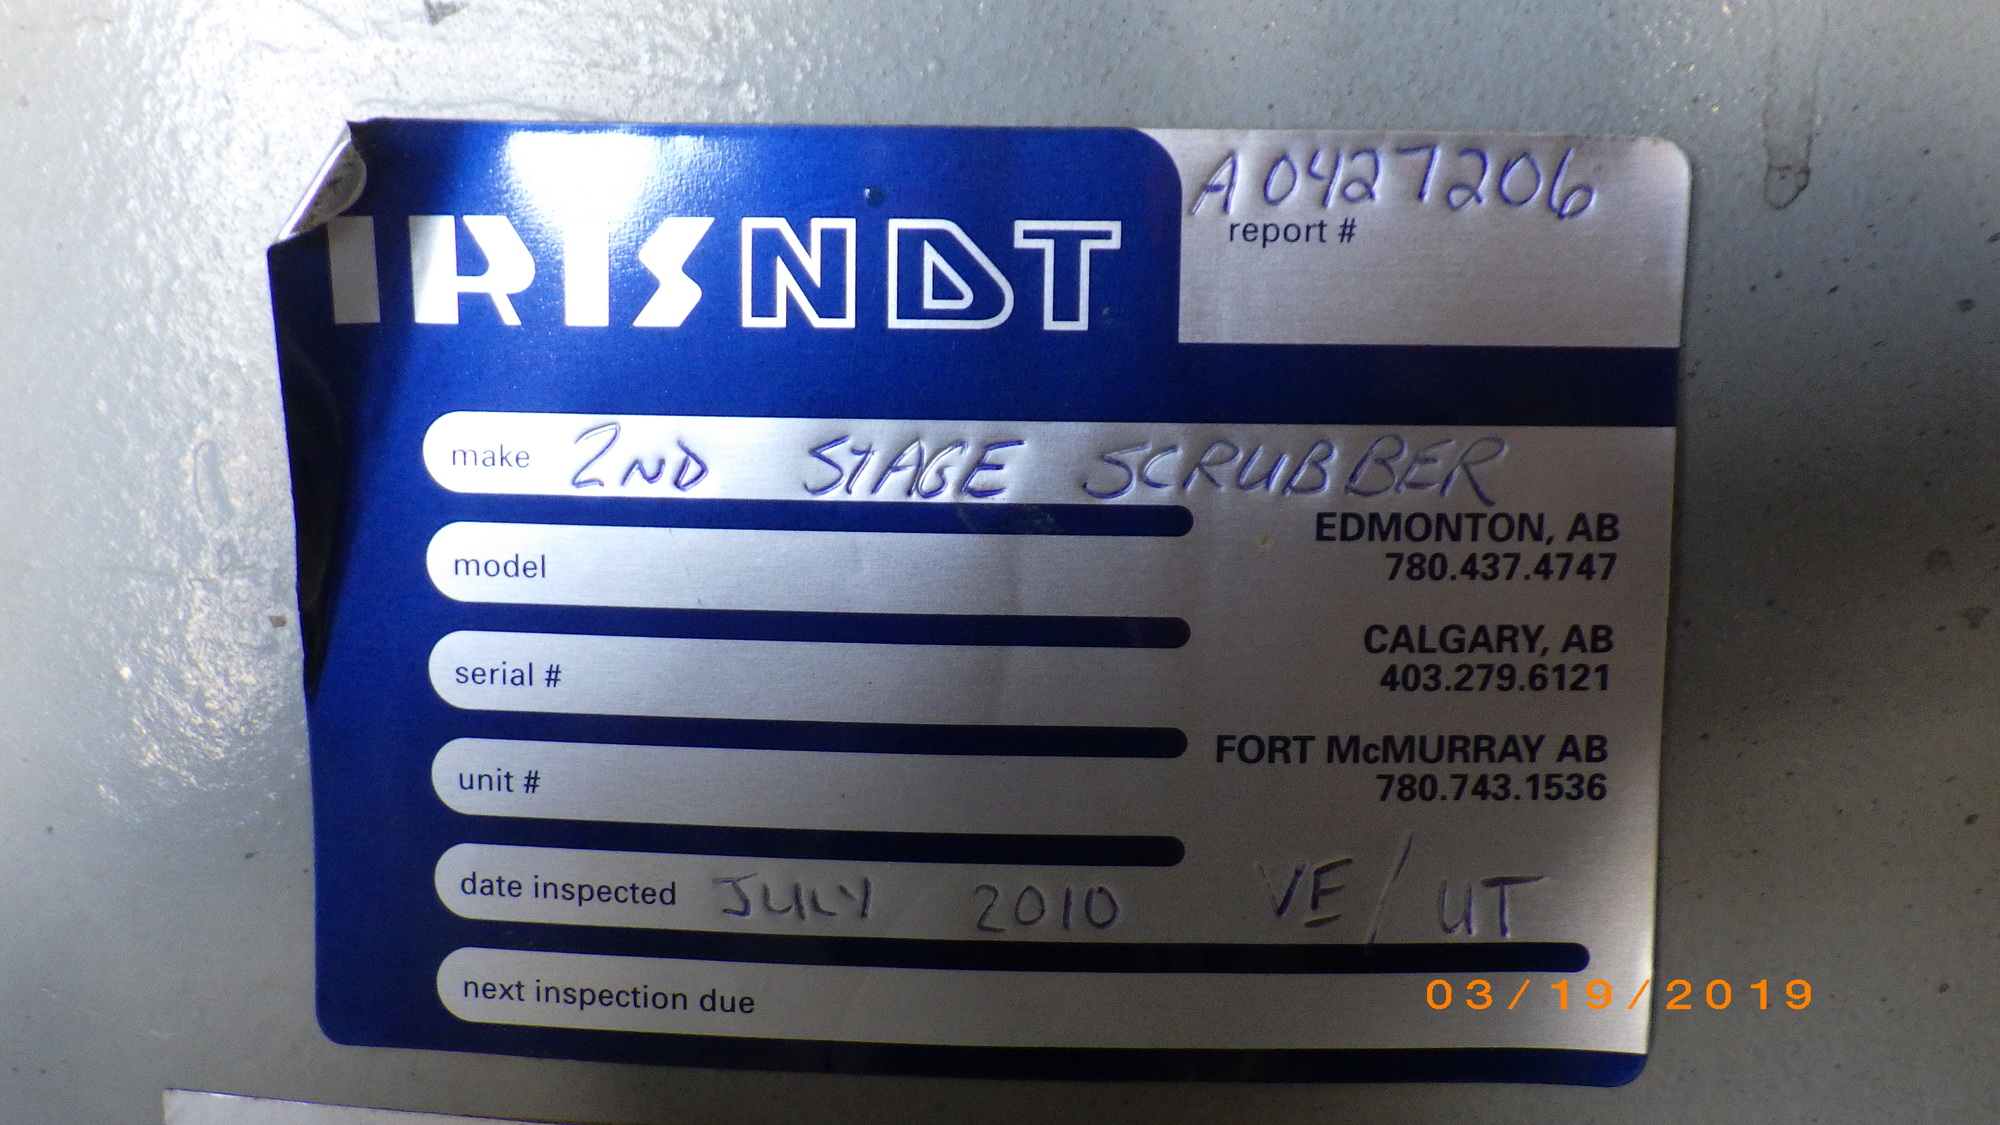 IRISNDT
A0427206
report #
make 2ND STAGE SCRUBBER
model
serial #
unit #
EDMONTON, AB
780.437.4747
CALGARY, AB
403.279.6121
FORT McMURRAY AB
780.743.1536
date inspected JULY 2010 VE/UT
next inspection due
03/19/2019